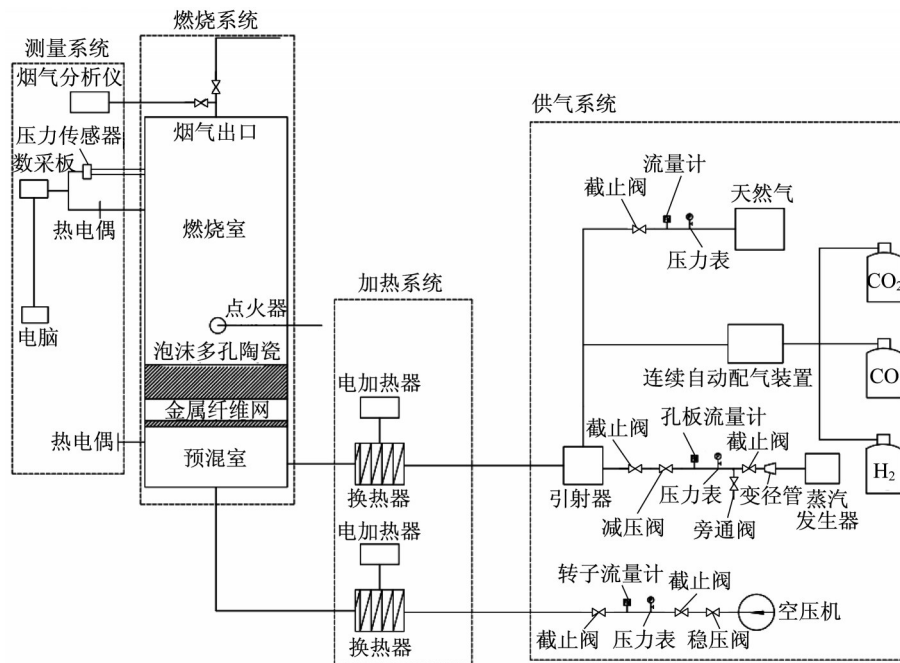 燃烧系统
测量系统
烟气分析仪
烟气出口
压力传感器
数采板
热电偶
燃烧室
电脑
点火器
泡沫多孔陶瓷
金属纤维网
热电偶
预混室
加热系统
电加热器
换热器
电加热器
换热器
供气系统
流量计
截止阀
天然气
压力表
CO₂
连续自动配气装置
CO
孔板流量计
截止阀
截止阀
引射器
压力表
变径管
蒸汽
发生器
减压阀
旁通阀
H₂
转子流量计
截止阀
空压机
截止阀
压力表
稳压阀